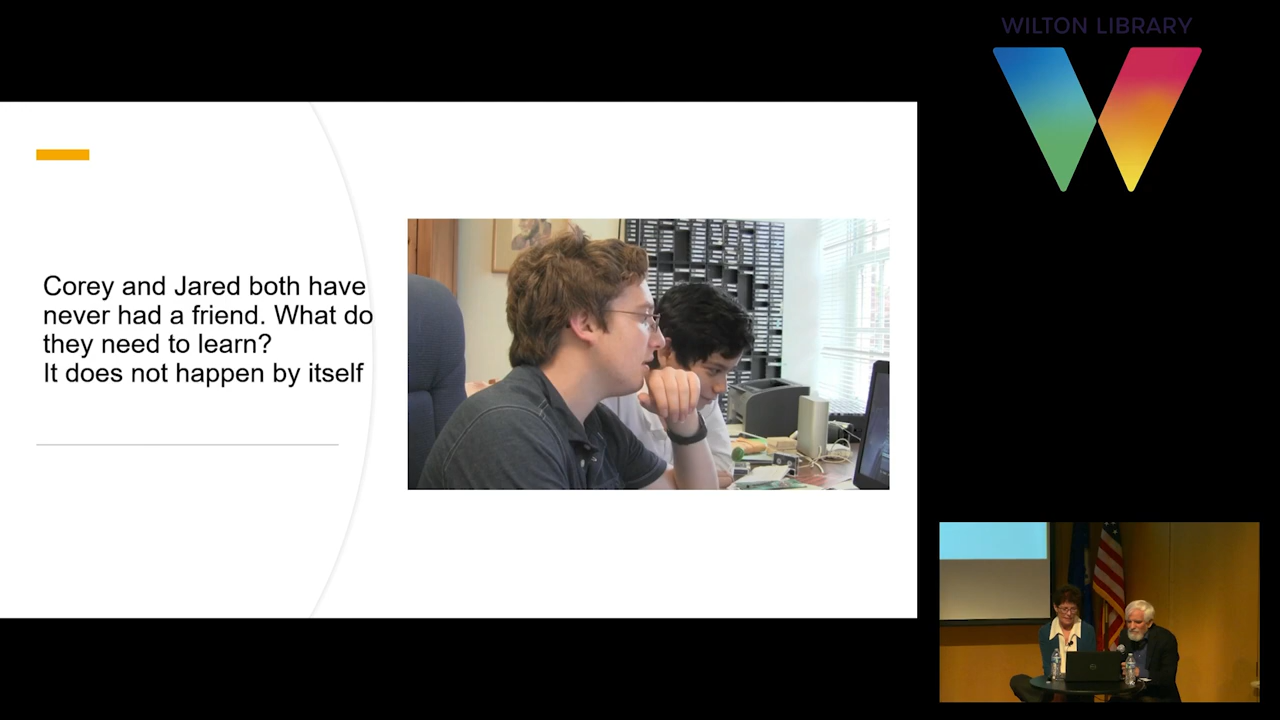 WILTON LIBRARY
Corey and Jared both have
never had a friend. What do
they need to learn?
It does not happen by itself